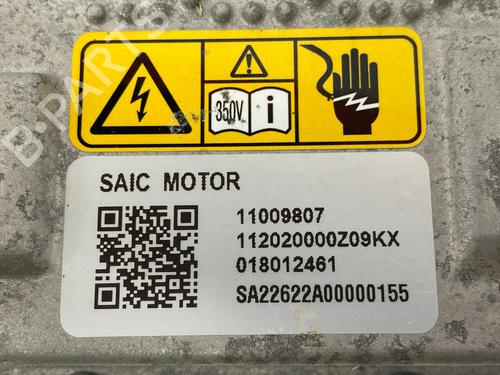 B-PARTS
350V
i
SAIC MOTOR
11009807
112020000Z09KX
018012461
SA22622A00000155